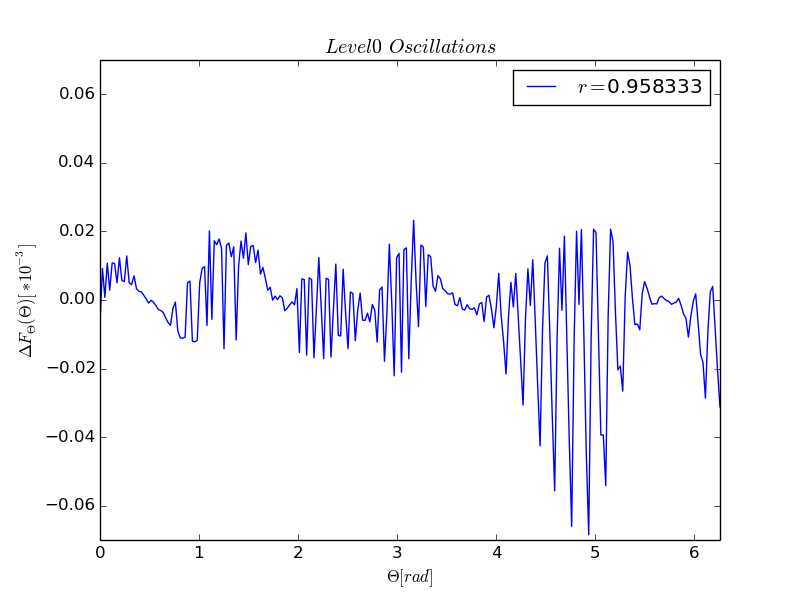 Level0 Oscillations
r=0.958333
ΔF_Θ(Θ)[*10^{-3}]
0.06
0.04
0.02
0.00
−0.02
−0.04
−0.06
0 1 2 3 4 5 6
Θ[rad]